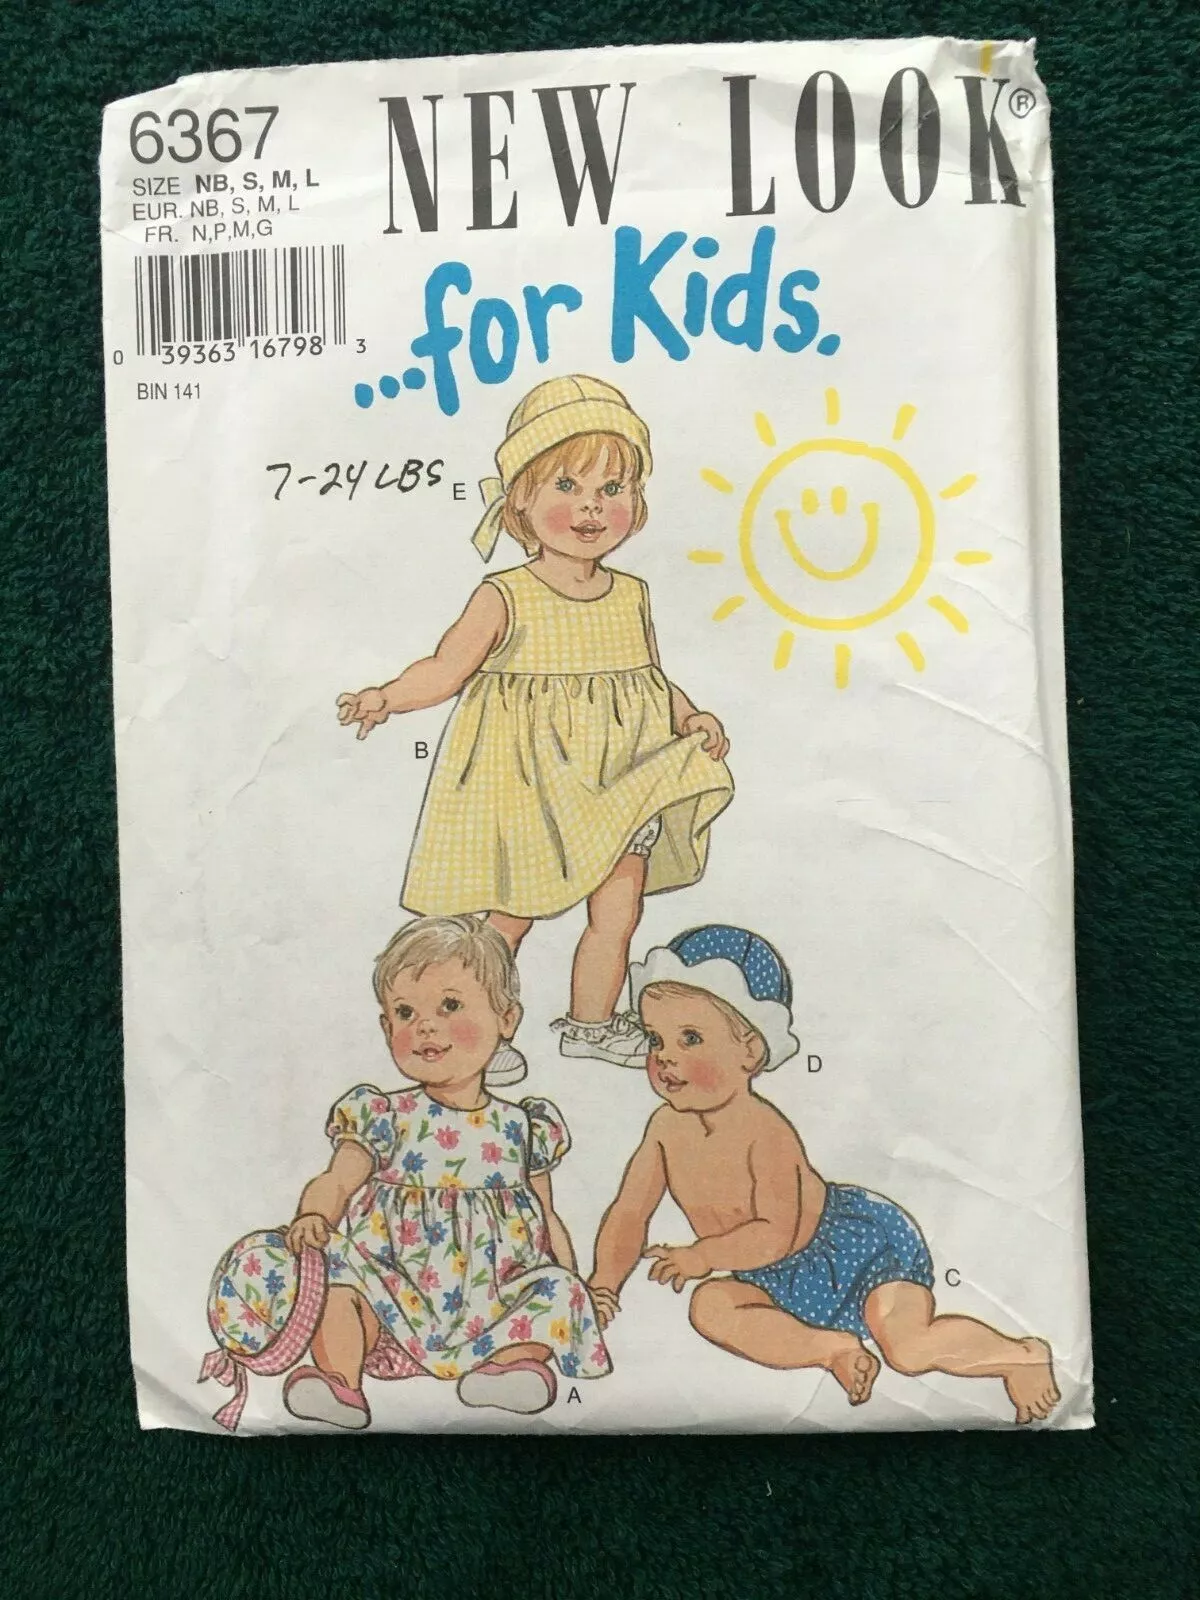 6367
NEW LOOK®
SIZE NB, S, M, L
EUR. NB, S, M, L
FR. N,P,M,G
...for Kids.
0 39363 16798 3
BIN 141
7-24 LBS
E
B
D
C
A